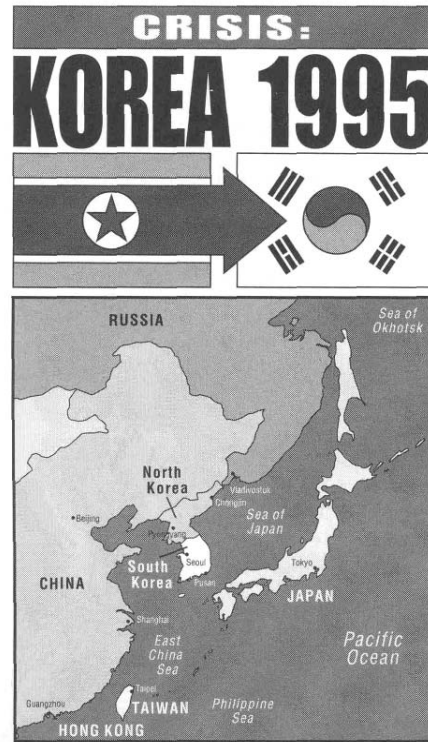 CRISIS:
KOREA 1995
Sea of
Okhotsk
RUSSIA
North
Korea
Vladivostok
Chongjin
Beijing
Sea of
Japan
Pyongyang
South
Korea
Seoul
Tokyo
CHINA
Pusan
JAPAN
Shanghai
East
China
Sea
Pacific
Ocean
Taipei
Guangzhou
TAIWAN
Philippine
Sea
HONG KONG